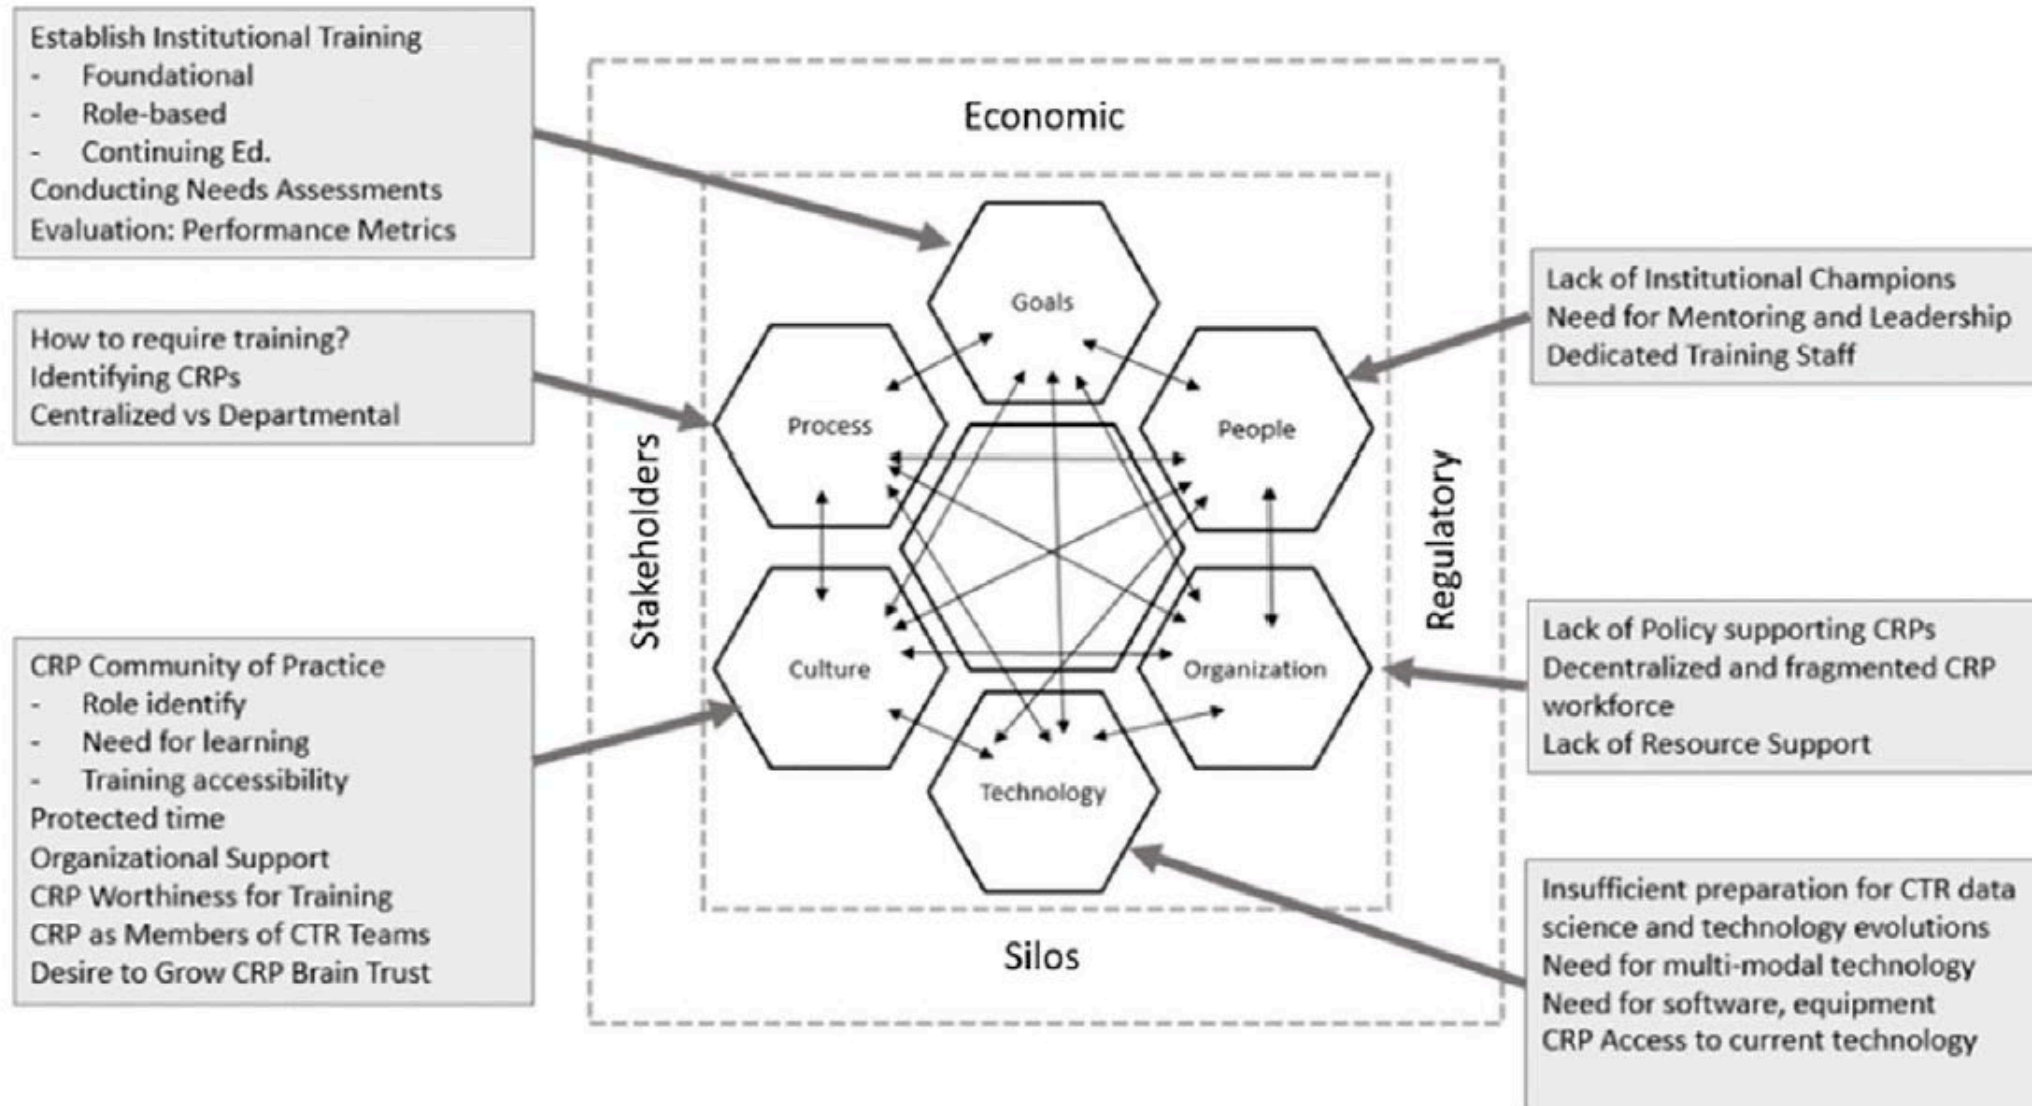 Establish Institutional Training
- Foundational
- Role-based
- Continuing Ed.
Conducting Needs Assessments
Evaluation: Performance Metrics
How to require training?
Identifying CRPs
Centralized vs Departmental
CRP Community of Practice
- Role identify
- Need for learning
- Training accessibility
Protected time
Organizational Support
CRP Worthiness for Training
CRP as Members of CTR Teams
Desire to Grow CRP Brain Trust
Economic
Stakeholders
Regulatory
Silos
Goals
Process
People
Culture
Organization
Technology
Lack of Institutional Champions
Need for Mentoring and Leadership
Dedicated Training Staff
Lack of Policy supporting CRPs
Decentralized and fragmented CRP
workforce
Lack of Resource Support
Insufficient preparation for CTR data
science and technology evolutions
Need for multi-modal technology
Need for software, equipment
CRP Access to current technology